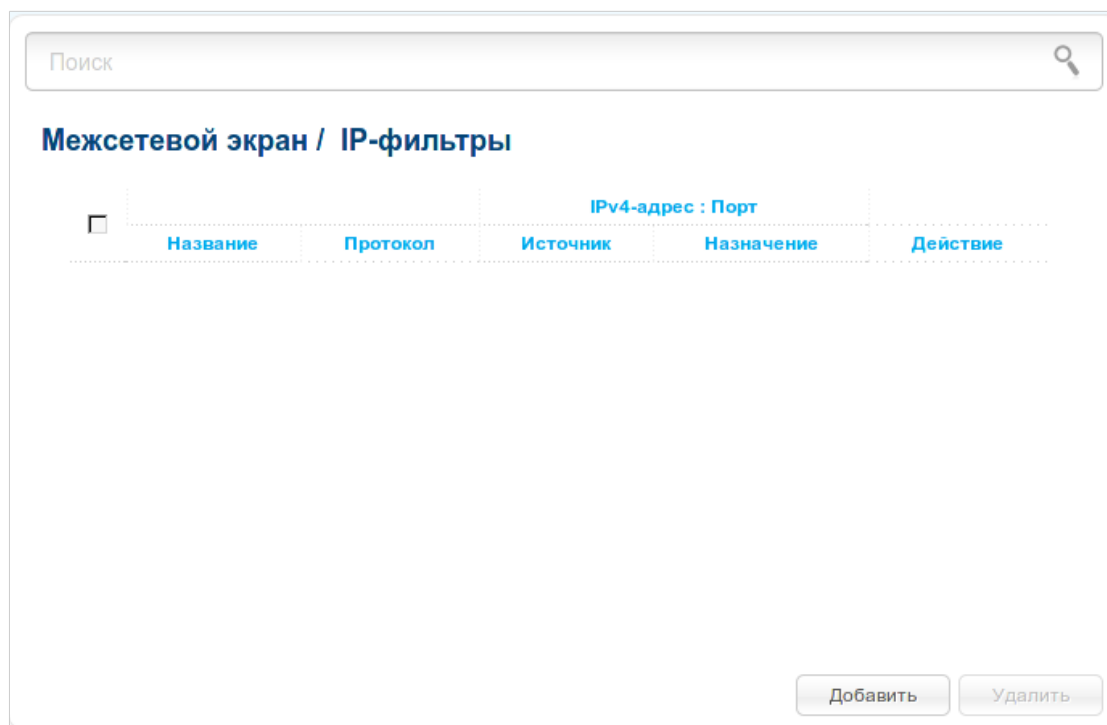 Поиск
Межсетевой экран / IP-фильтры
IPv4-адрес : Порт
Название Протокол Источник Назначение Действие
Добавить Удалить